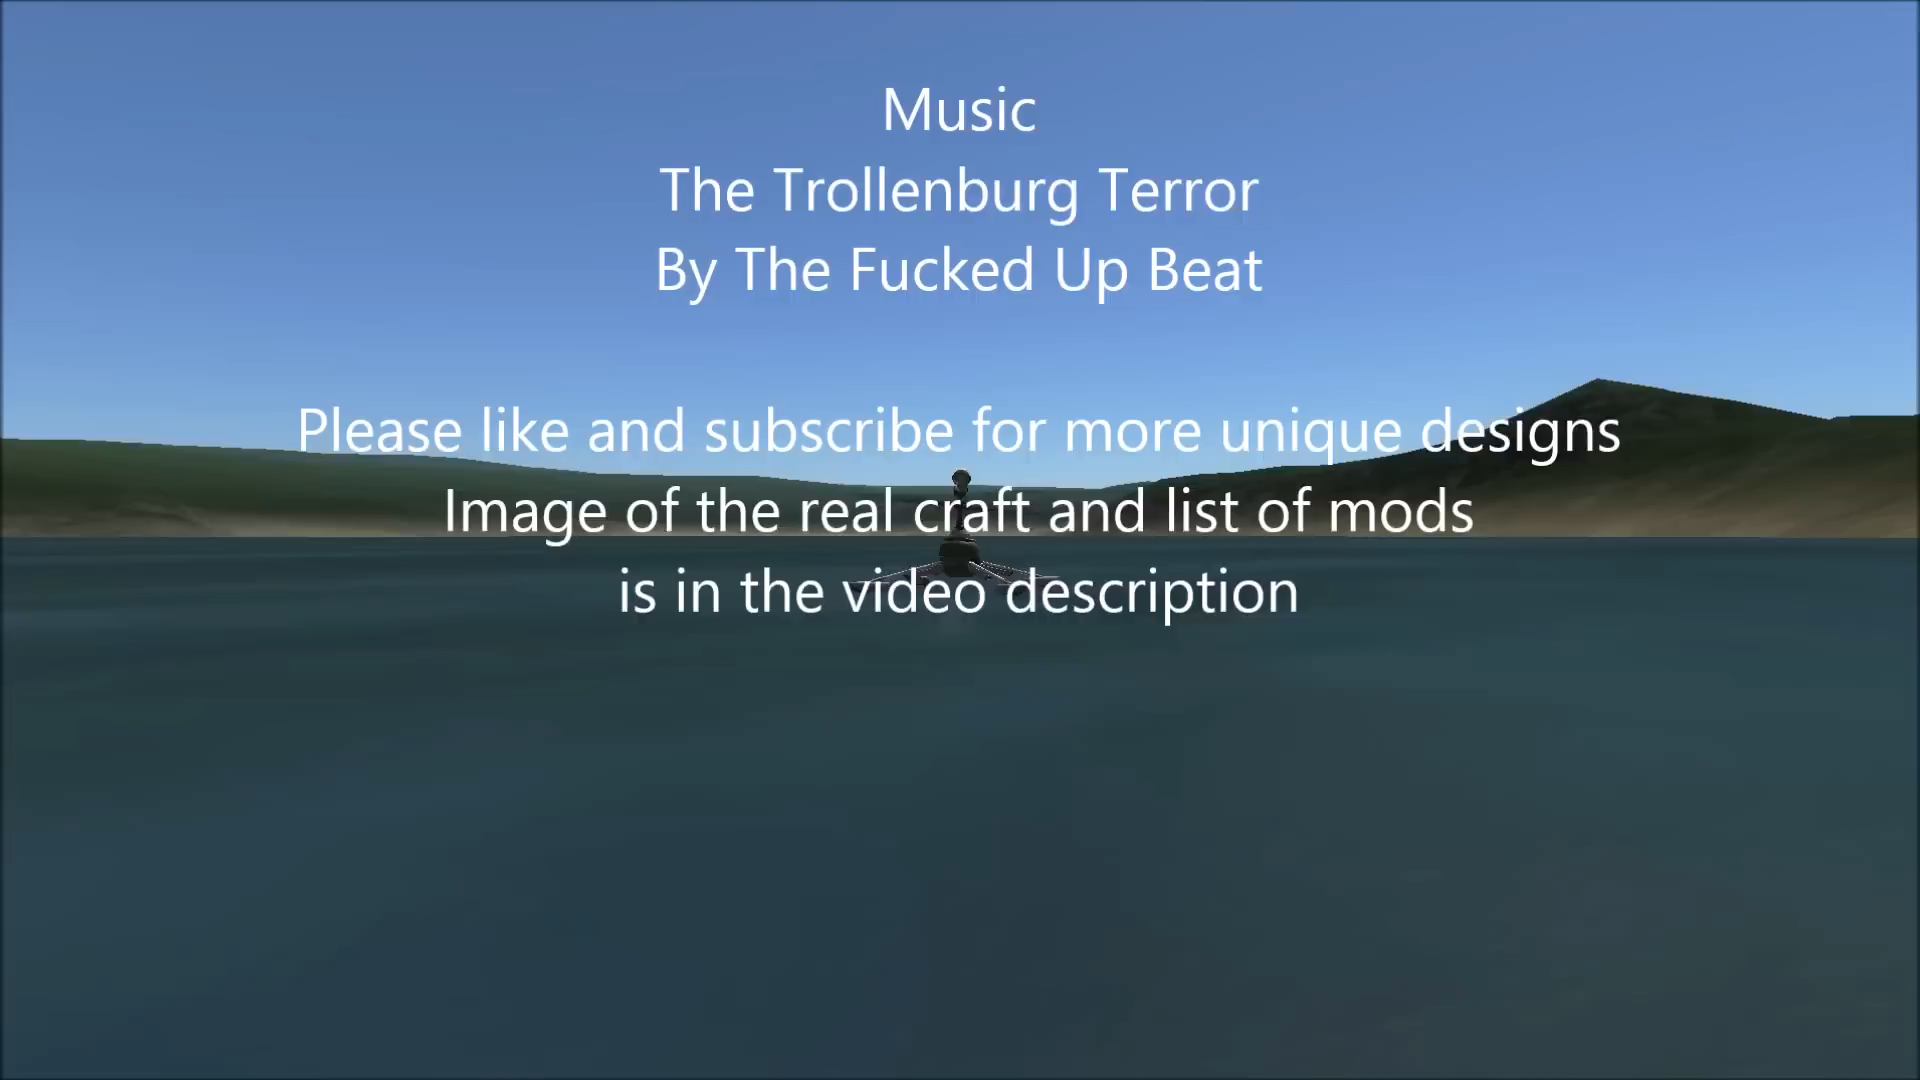 Music
The Trollenburg Terror
By The Fucked Up Beat
Please like and subscribe for more unique designs
Image of the real craft and list of mods
is in the video description